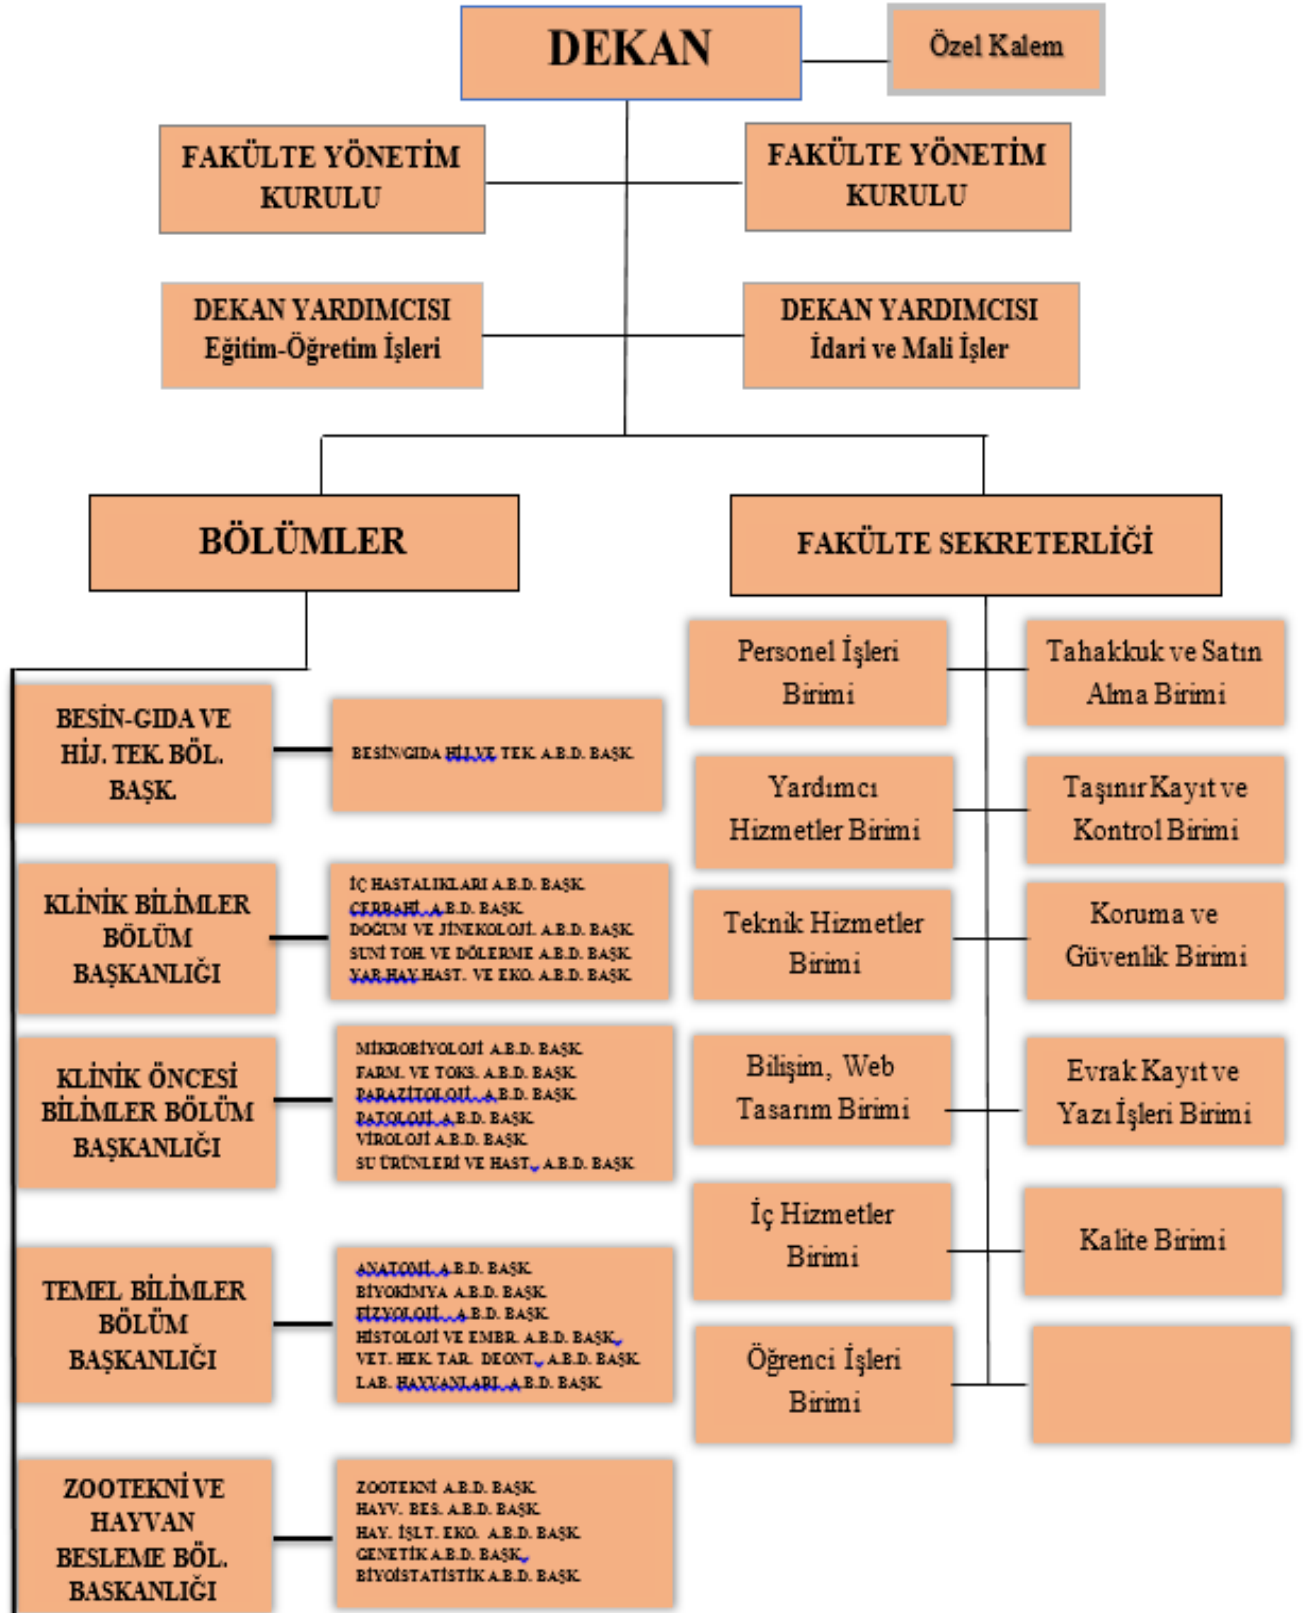 DEKAN
Özel Kalem
FAKÜLTE YÖNETİM
KURULU
FAKÜLTE YÖNETİM
KURULU
DEKAN YARDIMCISI
Eğitim-Öğretim İşleri
DEKAN YARDIMCISI
İdari ve Mali İşler
BÖLÜMLER
FAKÜLTE SEKRETERLİĞİ
BESİN-GIDA VE
HİJ. TEK. BÖL.
BAŞK.
BESİN/GIDA HİJ.VE TEK. A.B.D. BAŞK.
KLİNİK BİLİMLER
BÖLÜM
BAŞKANLIĞI
İÇ HASTALIKLARI A.B.D. BAŞK.
CERRAHİ A.B.D. BAŞK.
DOĞUM VE JİNEKOLOJİ. A.B.D. BAŞK.
SUNİ TOH. VE DÖLERME A.B.D. BAŞK.
YAB.HAY.HAST. VE EKO. A.B.D. BAŞK.
KLİNİK ÖNCESİ
BİLİMLER BÖLÜM
BAŞKANLIĞI
MİKROBİYOLOJİ A.B.D. BAŞK.
FARM. VE TOKS. A.B.D. BAŞK.
PARAZİTOLOJİ A.B.D. BAŞK.
PATOLOJİ A.B.D. BAŞK.
VİROLOJİ A.B.D. BAŞK.
SU ÜRÜNLERİ VE HAST. A.B.D. BAŞK.
TEMEL BİLİMLER
BÖLÜM
BAŞKANLIĞI
ANATOMİ A.B.D. BAŞK.
BİYOKİMYA A.B.D. BAŞK.
FİZYOLOJİ A.B.D. BAŞK.
HİSTOLOJİ VE EMBR. A.B.D. BAŞK.
VET. HEK. TAR. DEONT. A.B.D. BAŞK.
LAB. HAYVANLARI A.B.D. BAŞK.
ZOOTEKNİ VE
HAYVAN
BESLEME BÖL.
BASKANLIĞI
ZOOTEKNİ A.B.D. BAŞK.
HAYV. BES. A.B.D. BAŞK.
HAY. İŞLT. EKO. A.B.D. BAŞK.
GENETİK A.B.D. BAŞK.
BİYOİSTATİSTİK A.B.D. BAŞK.
Personel İşleri
Birimi
Tahakkuk ve Satın
Alma Birimi
Yardımcı
Hizmetler Birimi
Taşınır Kayıt ve
Kontrol Birimi
Teknik Hizmetler
Birimi
Koruma ve
Güvenlik Birimi
Bilişim, Web
Tasarım Birimi
Evrak Kayıt ve
Yazı İşleri Birimi
İç Hizmetler
Birimi
Kalite Birimi
Öğrenci İşleri
Birimi